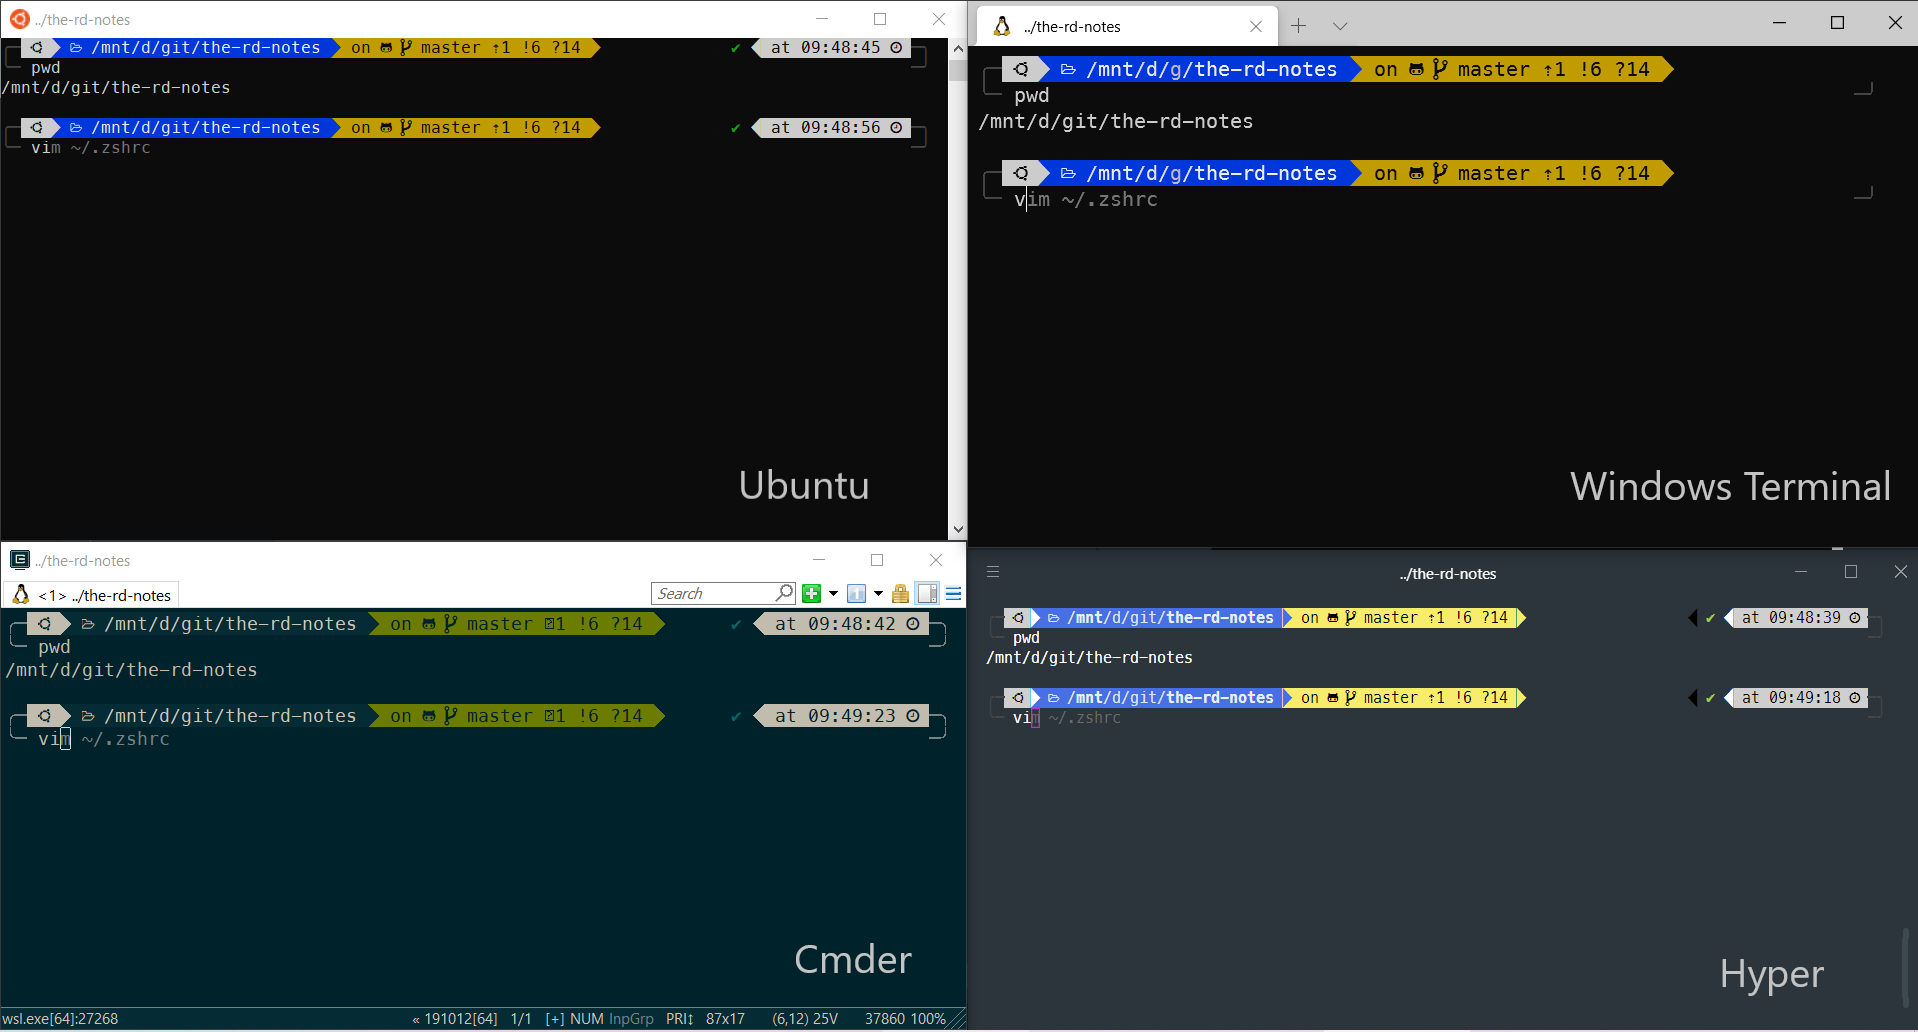 ../the-rd-notes
/mnt/d/git/the-rd-notes on master ⇡1 !6 ?14 ✔ at 09:48:45
pwd
/mnt/d/git/the-rd-notes
/mnt/d/git/the-rd-notes on master ⇡1 !6 ?14 ✔ at 09:48:56
vim ~/.zshrc
Ubuntu
../the-rd-notes
/mnt/d/g/the-rd-notes on master ⇡1 !6 ?14
pwd
/mnt/d/git/the-rd-notes
/mnt/d/g/the-rd-notes on master ⇡1 !6 ?14
vim ~/.zshrc
Windows Terminal
../the-rd-notes
<1> ../the-rd-notes
Search
/mnt/d/git/the-rd-notes on master 1 !6 ?14 ✔ at 09:48:42
pwd
/mnt/d/git/the-rd-notes
/mnt/d/git/the-rd-notes on master 1 !6 ?14 ✔ at 09:49:23
vim ~/.zshrc
Cmder
wsl.exe[64]:27268 « 191012[64] 1/1 [+] NUM InpGrp PRI↕ 87x17 (6,12) 25V 37860 100%
../the-rd-notes
/mnt/d/git/the-rd-notes on master ⇡1 !6 ?14 ✔ at 09:48:39
pwd
/mnt/d/git/the-rd-notes
/mnt/d/git/the-rd-notes on master ⇡1 !6 ?14 ✔ at 09:49:18
vim ~/.zshrc
Hyper